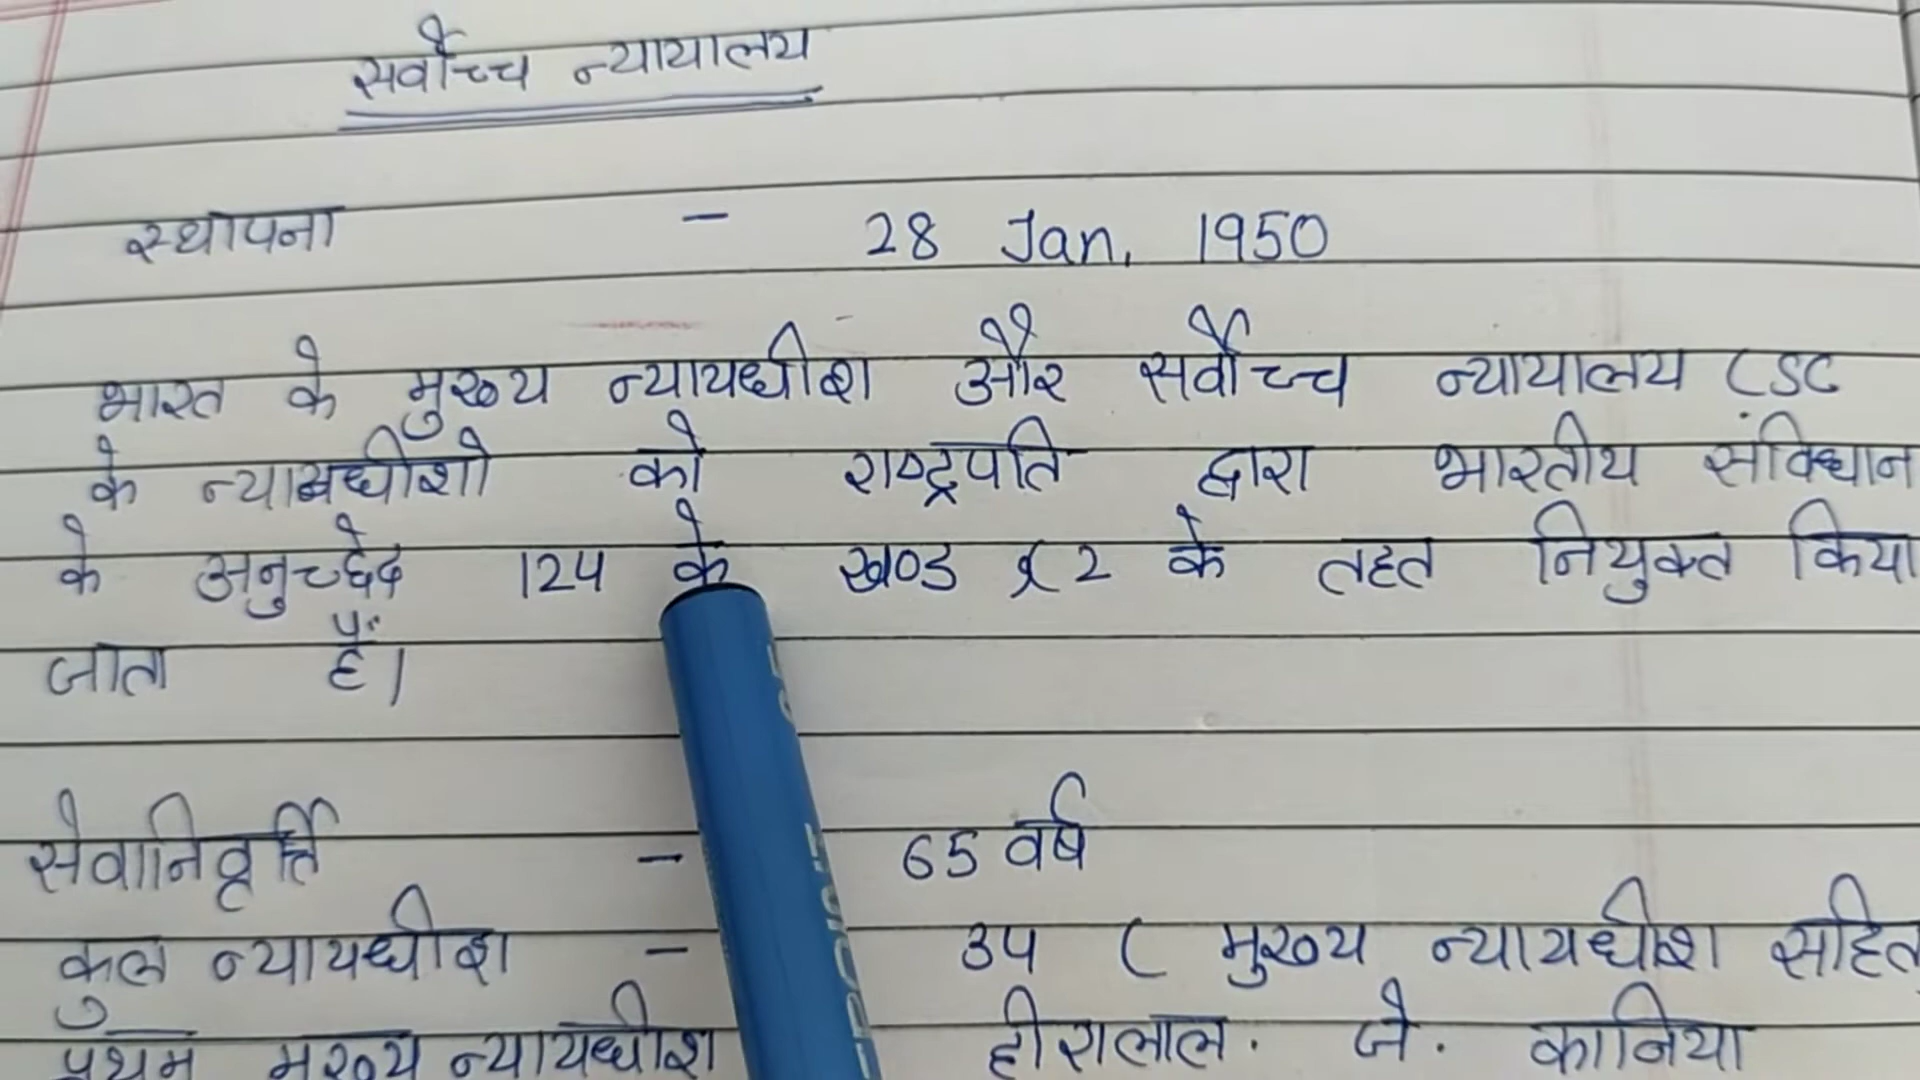 सर्वोच्च न्यायालय
स्थापना - 28 Jan, 1950
भारत के मुख्य न्यायधीश और सर्वोच्च न्यायालय (SC
के न्यायधीशो को राष्ट्रपति द्वारा भारतीय संविधान
के अनुच्छेद 124 के खण्ड 2 के तहत नियुक्त किया
जाता हैं।
सेवानिवृर्त्ति - 65 वर्ष
कुल न्यायधीश - 34 ( मुख्य न्यायधीश सहित
प्रथम मुख्य न्यायधीश हीरालाल. जे. कानिया